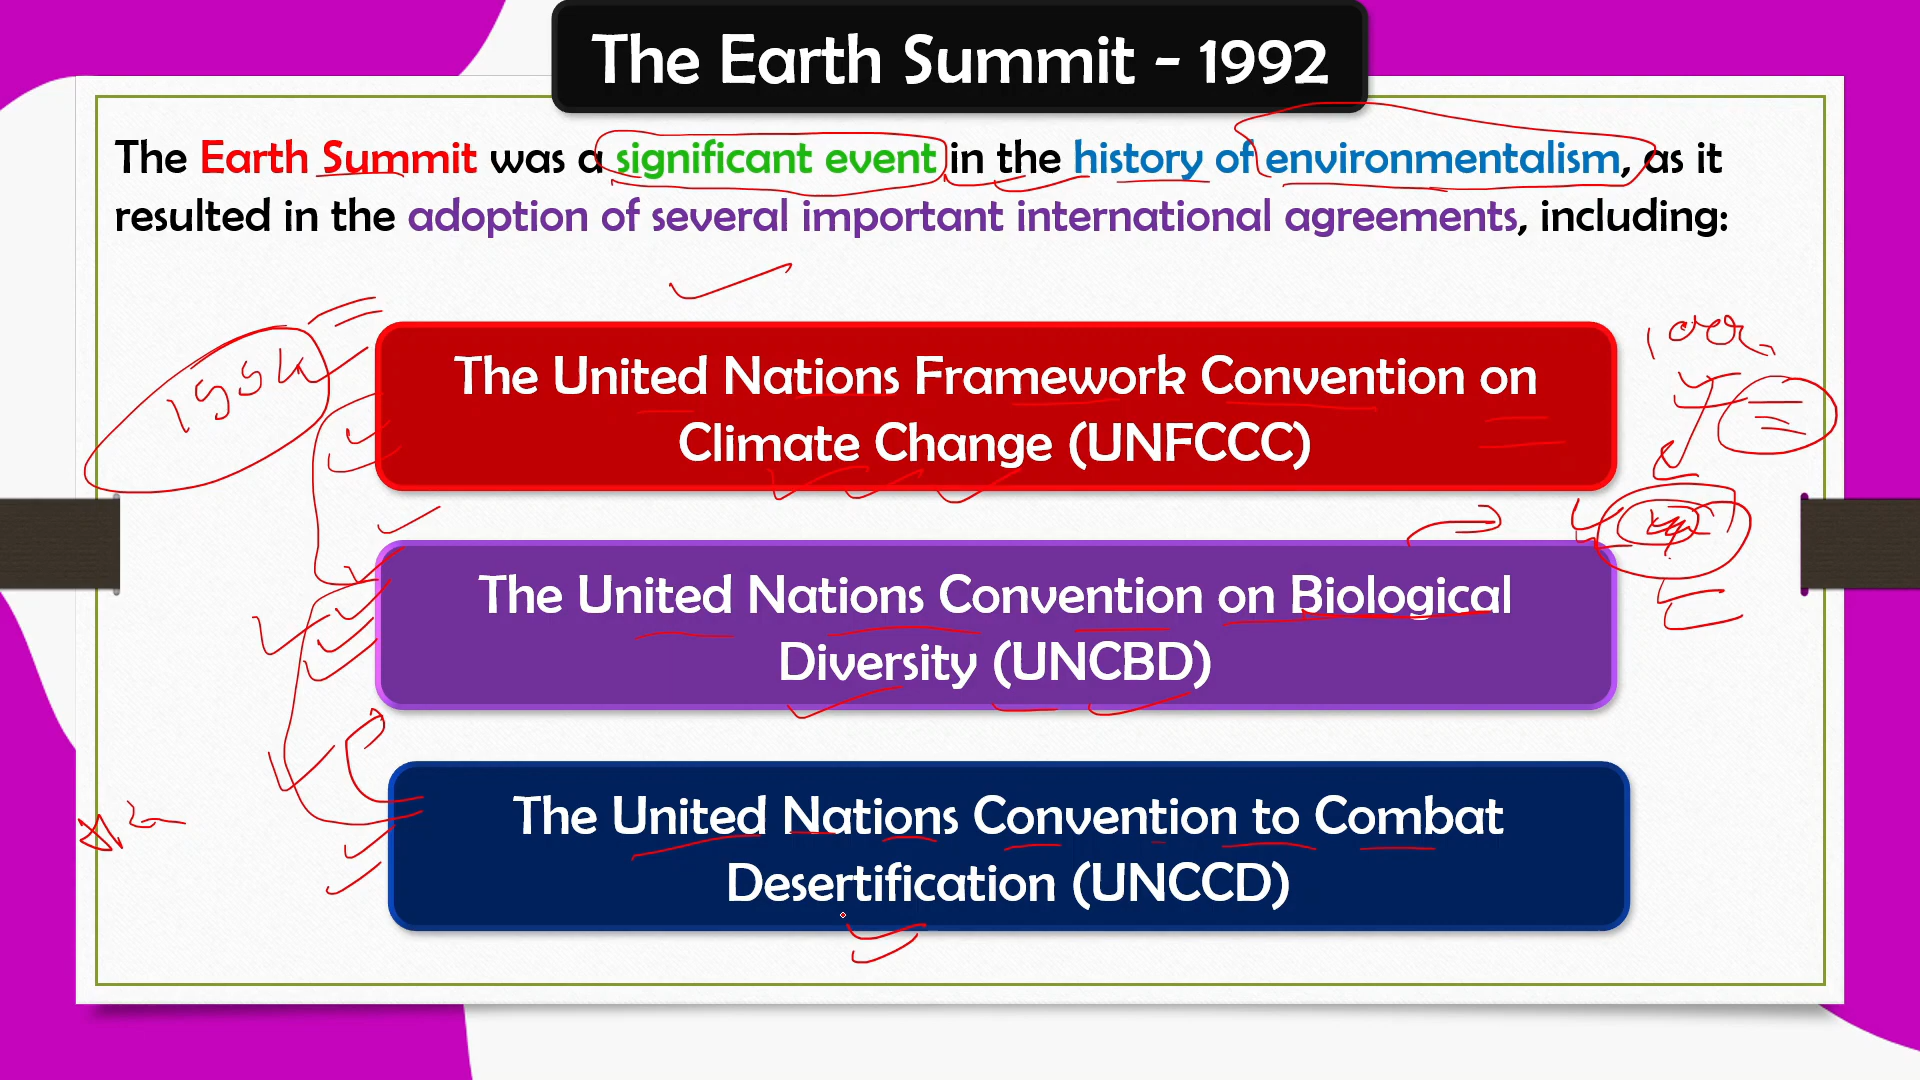 The Earth Summit - 1992
The Earth Summit was a significant event in the history of environmentalism, as it
resulted in the adoption of several important international agreements, including:
The United Nations Framework Convention on
Climate Change (UNFCCC)
The United Nations Convention on Biological
Diversity (UNCBD)
The United Nations Convention to Combat
Desertification (UNCCD)